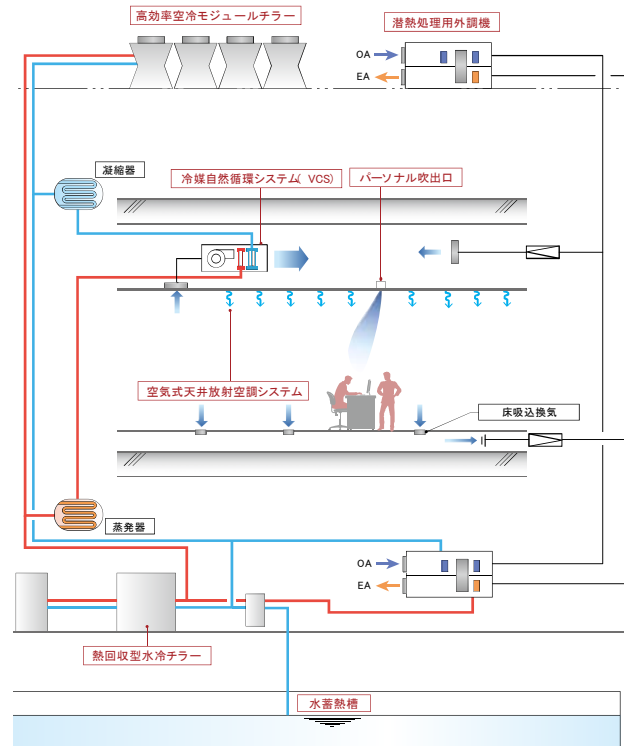 高効率空冷モジュールチラー
潜熱処理用外調機
OA
EA
凝縮器
冷媒自然循環システム( VCS)
パーソナル吹出口
空気式天井放射空調システム
床吸込換気
蒸発器
OA
EA
熱回収型水冷チラー
水蓄熱槽